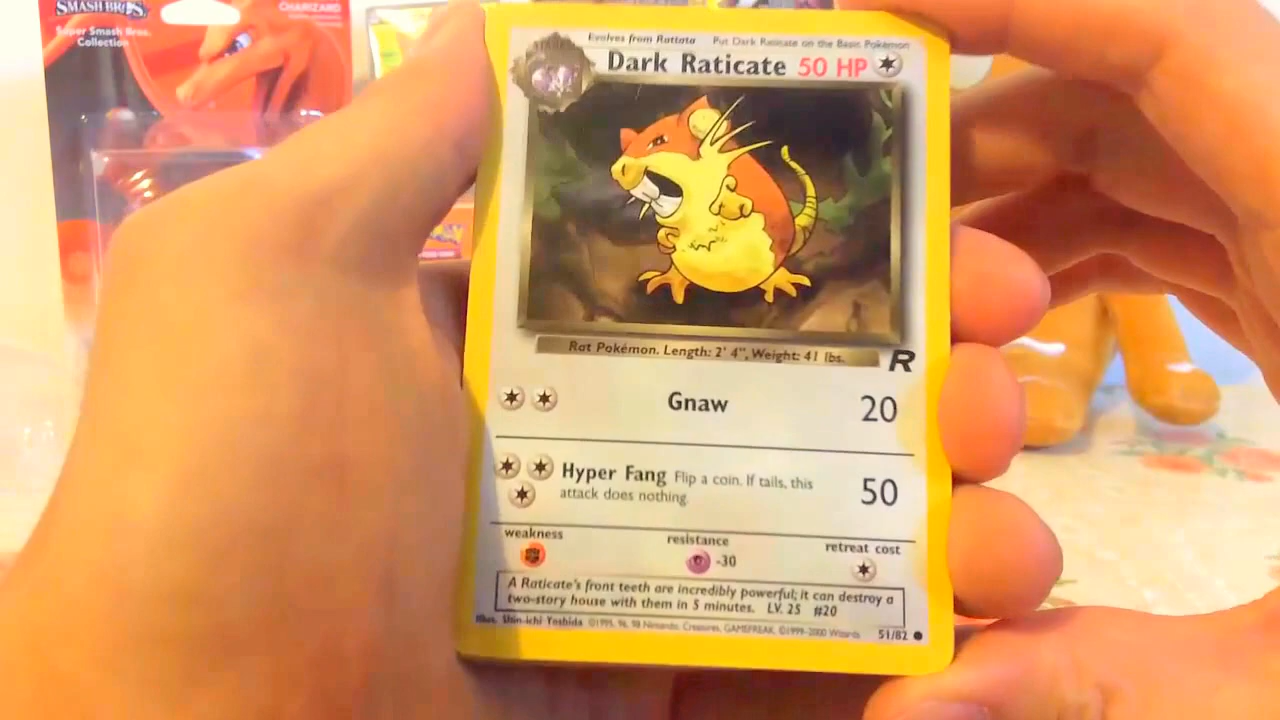 SMASH BROS.
Super Smash Bros.
Collection
CHARIZARD
Evolves from Rattata Put Dark Raticate on the Basic Pokémon
Dark Raticate 50 HP
Rat Pokémon. Length: 2' 4", Weight: 41 lbs.
R
Gnaw 20
Hyper Fang Flip a coin. If tails, this
attack does nothing.
50
weakness resistance retreat cost
-30
A Raticate's front teeth are incredibly powerful; it can destroy a
two-story house with them in 5 minutes. LV. 25 #20
Illus. Shin-ichi Yoshida ©1995, 96, 98 Nintendo, Creatures, GAMEFREAK. ©1999-2000 Wizards 51/82